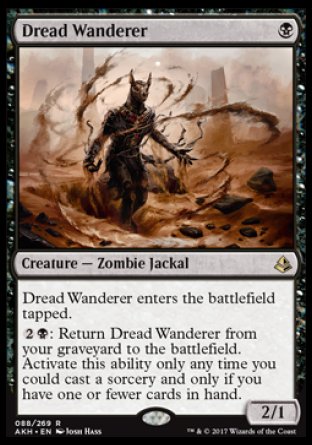 Dread Wanderer
Creature — Zombie Jackal
Dread Wanderer enters the battlefield
tapped.
2: Return Dread Wanderer from
your graveyard to the battlefield.
Activate this ability only any time you
could cast a sorcery and only if you
have one or fewer cards in hand.
088/269 R
AKH • EN Josh Hass
™ & © 2017 Wizards of the Coast
2/1